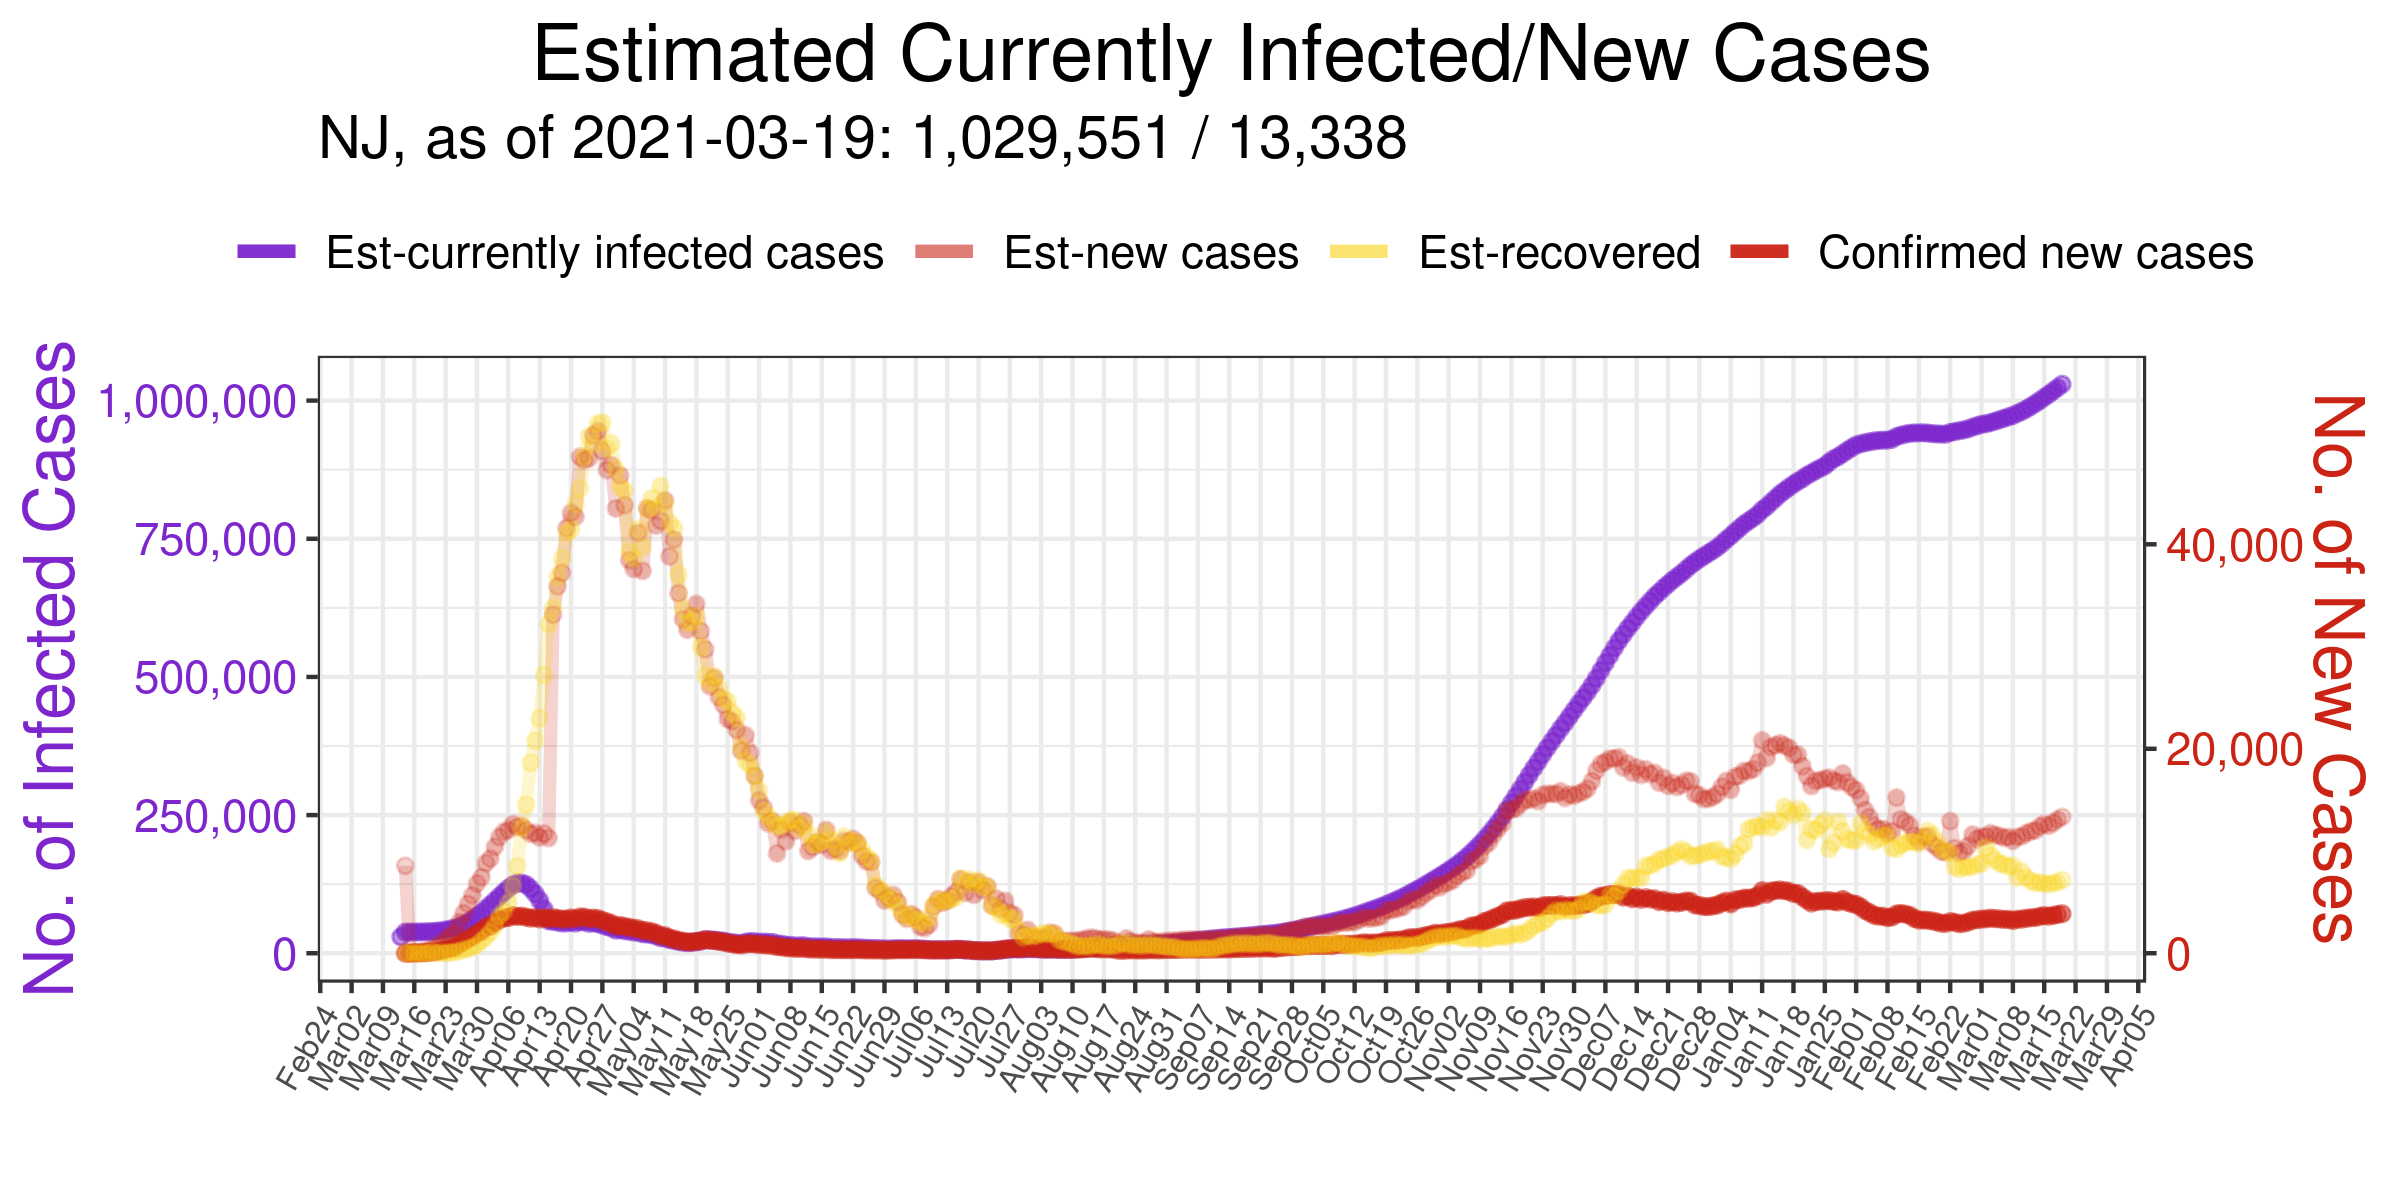 Estimated Currently Infected/New Cases
NJ, as of 2021-03-19: 1,029,551 / 13,338
Est-currently infected cases Est-new cases Est-recovered Confirmed new cases
No. of Infected Cases
1,000,000
750,000
500,000
250,000
0
No. of New Cases
40,000
20,000
0
Feb24
Mar02
Mar09
Mar16
Mar23
Mar30
Apr06
Apr13
Apr20
Apr27
May04
May11
May18
May25
Jun01
Jun08
Jun15
Jun22
Jun29
Jul06
Jul13
Jul20
Jul27
Aug03
Aug10
Aug17
Aug24
Aug31
Sep07
Sep14
Sep21
Sep28
Oct05
Oct12
Oct19
Oct26
Nov02
Nov09
Nov16
Nov23
Nov30
Dec07
Dec14
Dec21
Dec28
Jan04
Jan11
Jan18
Jan25
Feb01
Feb08
Feb15
Feb22
Mar01
Mar08
Mar15
Mar22
Mar29
Apr05